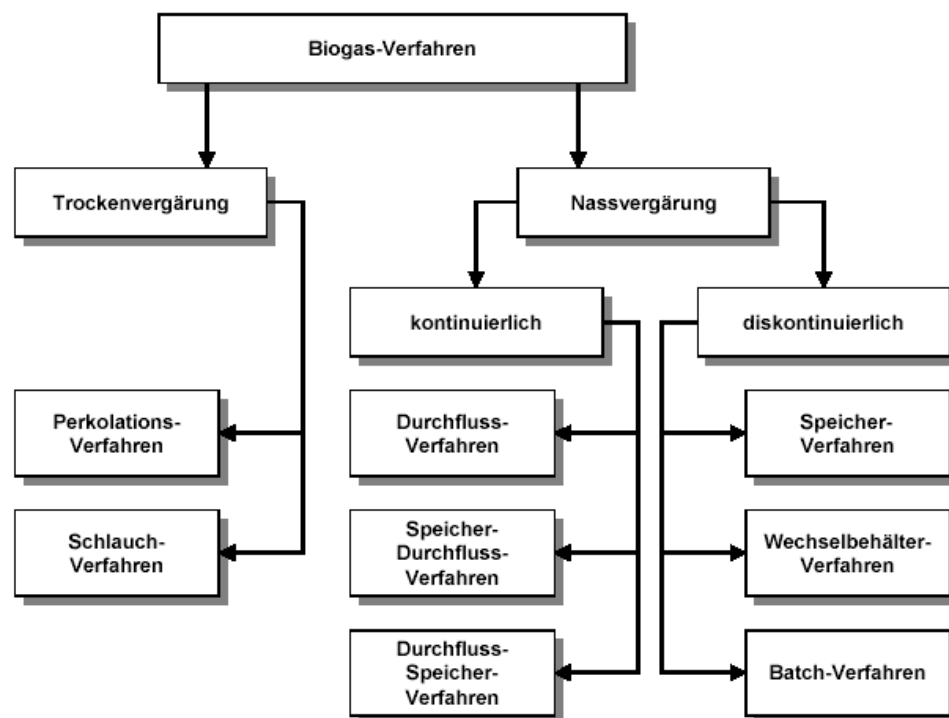 Biogas-Verfahren
Trockenvergärung
Nassvergärung
kontinuierlich
diskontinuierlich
Perkolations-
Verfahren
Schlauch-
Verfahren
Durchfluss-
Verfahren
Speicher-
Durchfluss-
Verfahren
Durchfluss-
Speicher-
Verfahren
Speicher-
Verfahren
Wechselbehälter-
Verfahren
Batch-Verfahren